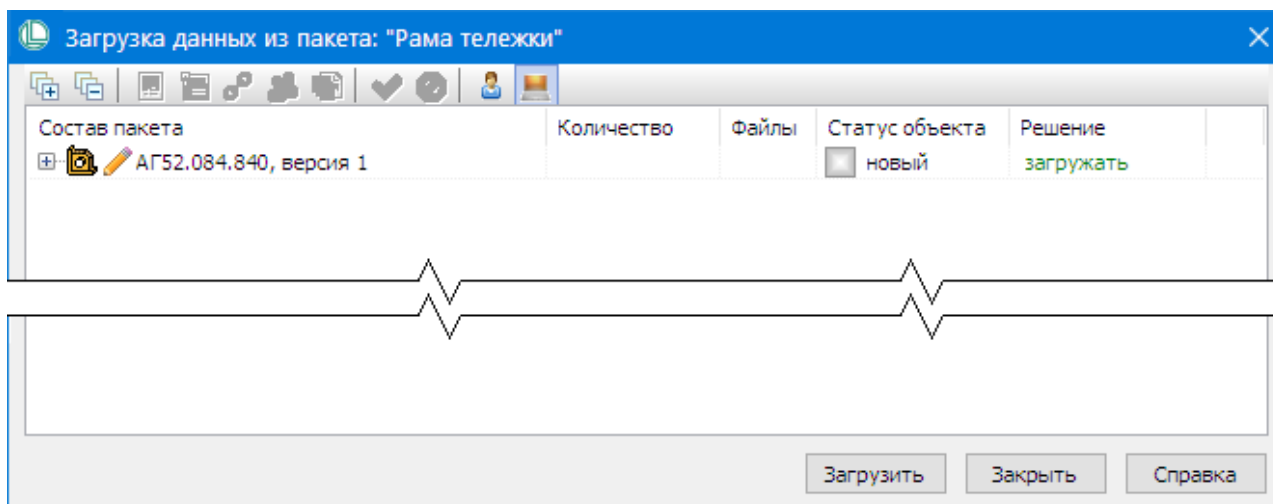 Загрузка данных из пакета: "Рама тележки"
Состав пакета Количество Файлы Статус объекта Решение
АГ52.084.840, версия 1 новый загружать
Загрузить Закрыть Справка